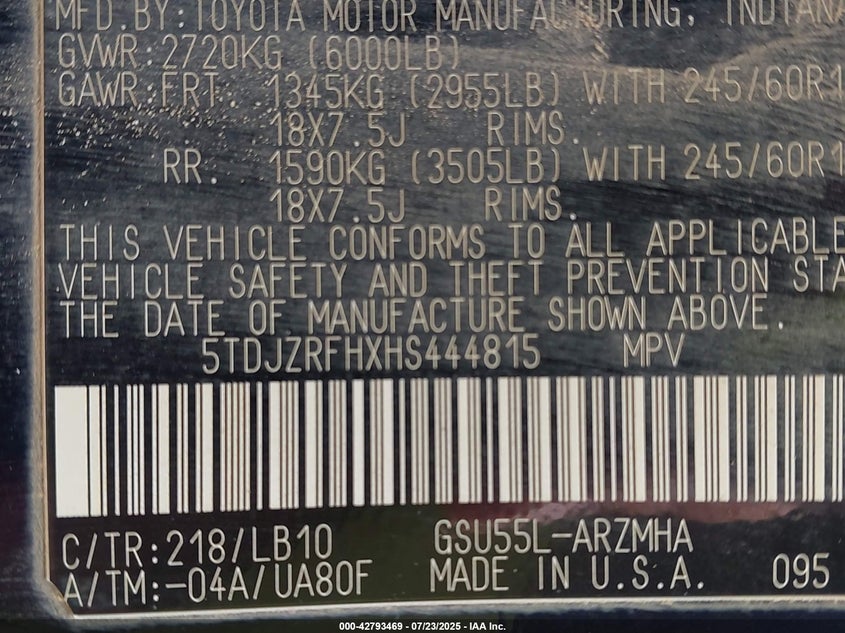 MFD.BY:TOYOTA MOTOR MANUFACTURING, INDIANA
GVWR:2720KG (6000LB)
GAWR:FRT. 1345KG (2955LB) WITH 245/60R1
18X7.5J RIMS.
RR. 1590KG (3505LB) WITH 245/60R1
18X7.5J RIMS.
THIS VEHICLE CONFORMS TO ALL APPLICABLE
VEHICLE SAFETY AND THEFT PREVENTION STA
THE DATE OF MANUFACTURE SHOWN ABOVE.
5TDJZRFHXHS444815 MPV
C/TR:218/LB10 GSU55L-ARZMHA
A/TM:-04A/UA80F MADE IN U.S.A. 095
000-42793469 - 07/23/2025 - IAA Inc.